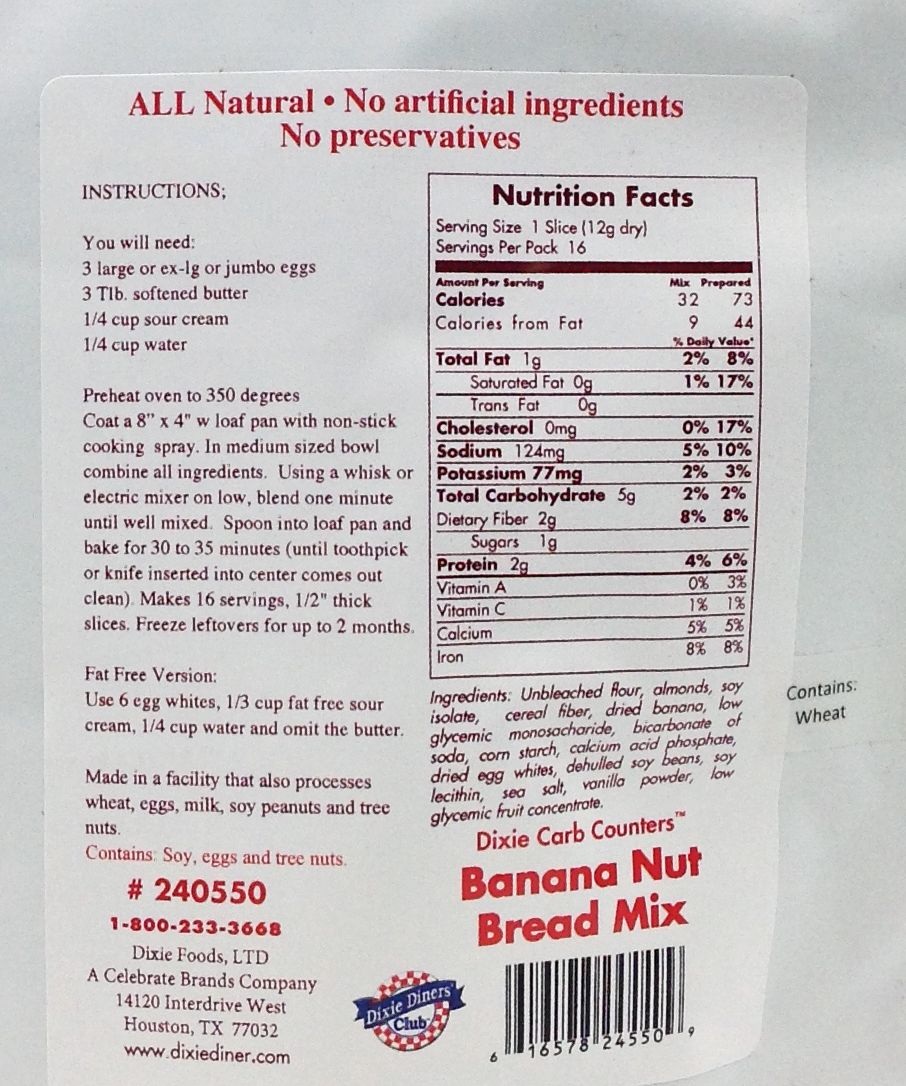 ALL Natural • No artificial ingredients
No preservatives
INSTRUCTIONS;
You will need:
3 large or ex-lg or jumbo eggs
3 Tlb. softened butter
1/4 cup sour cream
1/4 cup water
Preheat oven to 350 degrees
Coat a 8" x 4" w loaf pan with non-stick
cooking spray. In medium sized bowl
combine all ingredients. Using a whisk or
electric mixer on low, blend one minute
until well mixed. Spoon into loaf pan and
bake for 30 to 35 minutes (until toothpick
or knife inserted into center comes out
clean). Makes 16 servings, 1/2" thick
slices. Freeze leftovers for up to 2 months.
Fat Free Version:
Use 6 egg whites, 1/3 cup fat free sour
cream, 1/4 cup water and omit the butter.
Made in a facility that also processes
wheat, eggs, milk, soy peanuts and tree
nuts.
Contains: Soy, eggs and tree nuts.
# 240550
1-800-233-3668
Dixie Foods, LTD
A Celebrate Brands Company
14120 Interdrive West
Houston, TX 77032
www.dixiediner.com
Nutrition Facts
Serving Size 1 Slice (12g dry)
Servings Per Pack 16
Amount Per Serving Mix Prepared
Calories 32 73
Calories from Fat 9 44
% Daily Value*
Total Fat 1g 2% 8%
Saturated Fat 0g 1% 17%
Trans Fat 0g
Cholesterol 0mg 0% 17%
Sodium 124mg 5% 10%
Potassium 77mg 2% 3%
Total Carbohydrate 5g 2% 2%
Dietary Fiber 2g 8% 8%
Sugars 1g
Protein 2g 4% 6%
Vitamin A 0% 3%
Vitamin C 1% 1%
Calcium 5% 5%
Iron 8% 8%
Ingredients: Unbleached flour, almonds, soy
isolate, cereal fiber, dried banana, low
glycemic monosacharide, bicarbonate of
soda, corn starch, calcium acid phosphate,
dried egg whites, dehulled soy beans, soy
lecithin, sea salt, vanilla powder, low
glycemic fruit concentrate.
Dixie Carb Counters™
Banana Nut
Bread Mix
Dixie Diners'
Club
6 16578 24550 9
Contains:
Wheat